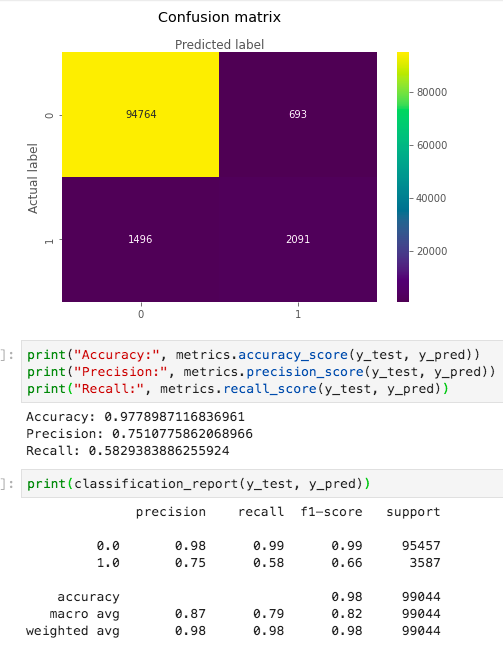 Confusion matrix
Predicted label
Actual label
0
94764
693
1
1496
2091
0
1
80000
60000
40000
20000
]: print("Accuracy:", metrics.accuracy_score(y_test, y_pred))
print("Precision:", metrics.precision_score(y_test, y_pred))
print("Recall:", metrics.recall_score(y_test, y_pred))
Accuracy: 0.9778987116836961
Precision: 0.7510775862068966
Recall: 0.5829383886255924
]: print(classification_report(y_test, y_pred))
precision recall f1-score support
0.0 0.98 0.99 0.99 95457
1.0 0.75 0.58 0.66 3587
accuracy 0.98 99044
macro avg 0.87 0.79 0.82 99044
weighted avg 0.98 0.98 0.98 99044